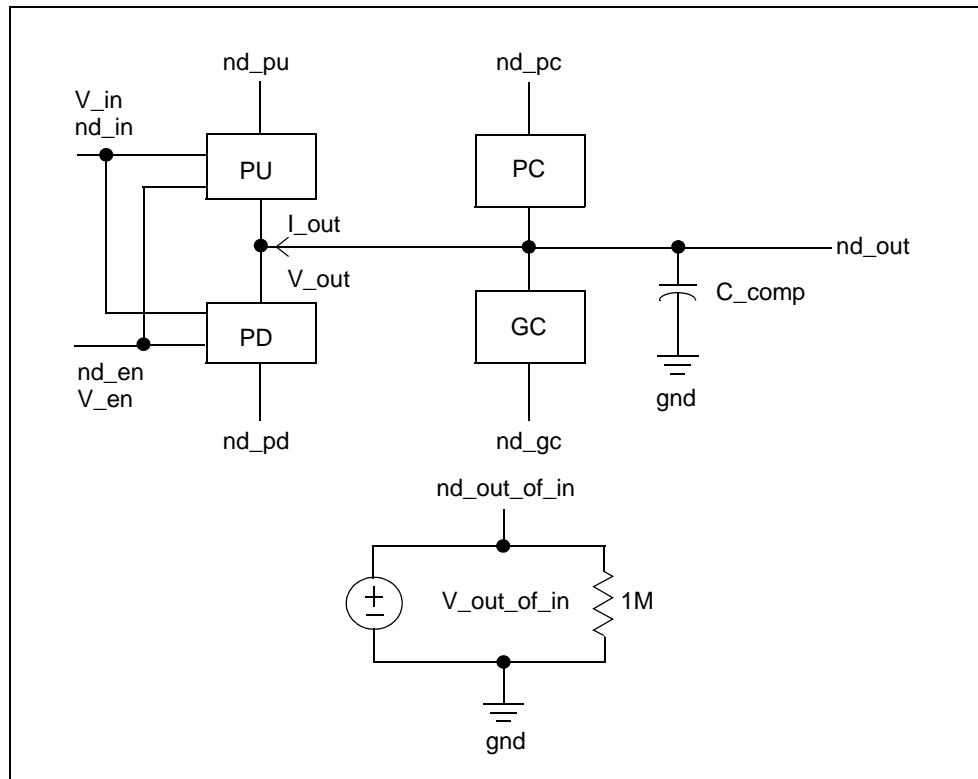 nd_pu
nd_pc
V_in
nd_in
PU
PC
I_out
V_out
nd_out
C_comp
PD
GC
nd_en
V_en
gnd
nd_pd
nd_gc
nd_out_of_in
V_out_of_in
1M
gnd